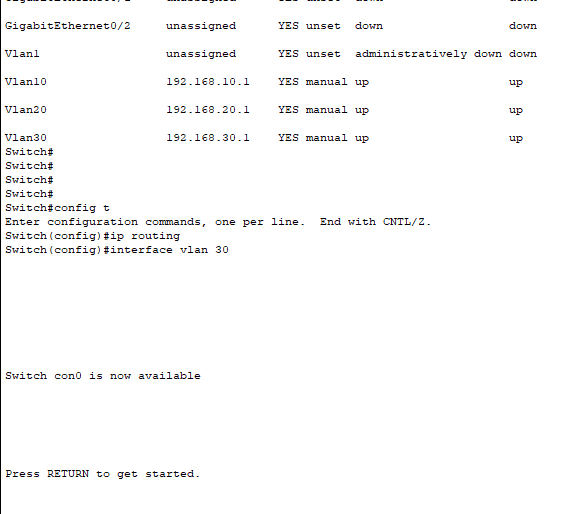 GigabitEthernet0/2 unassigned YES unset down down
Vlan1 unassigned YES unset administratively down down
Vlan10 192.168.10.1 YES manual up up
Vlan20 192.168.20.1 YES manual up up
Vlan30 192.168.30.1 YES manual up up
Switch#
Switch#
Switch#
Switch#
Switch#config t
Enter configuration commands, one per line.  End with CNTL/Z.
Switch(config)#ip routing
Switch(config)#interface vlan 30
Switch con0 is now available
Press RETURN to get started.